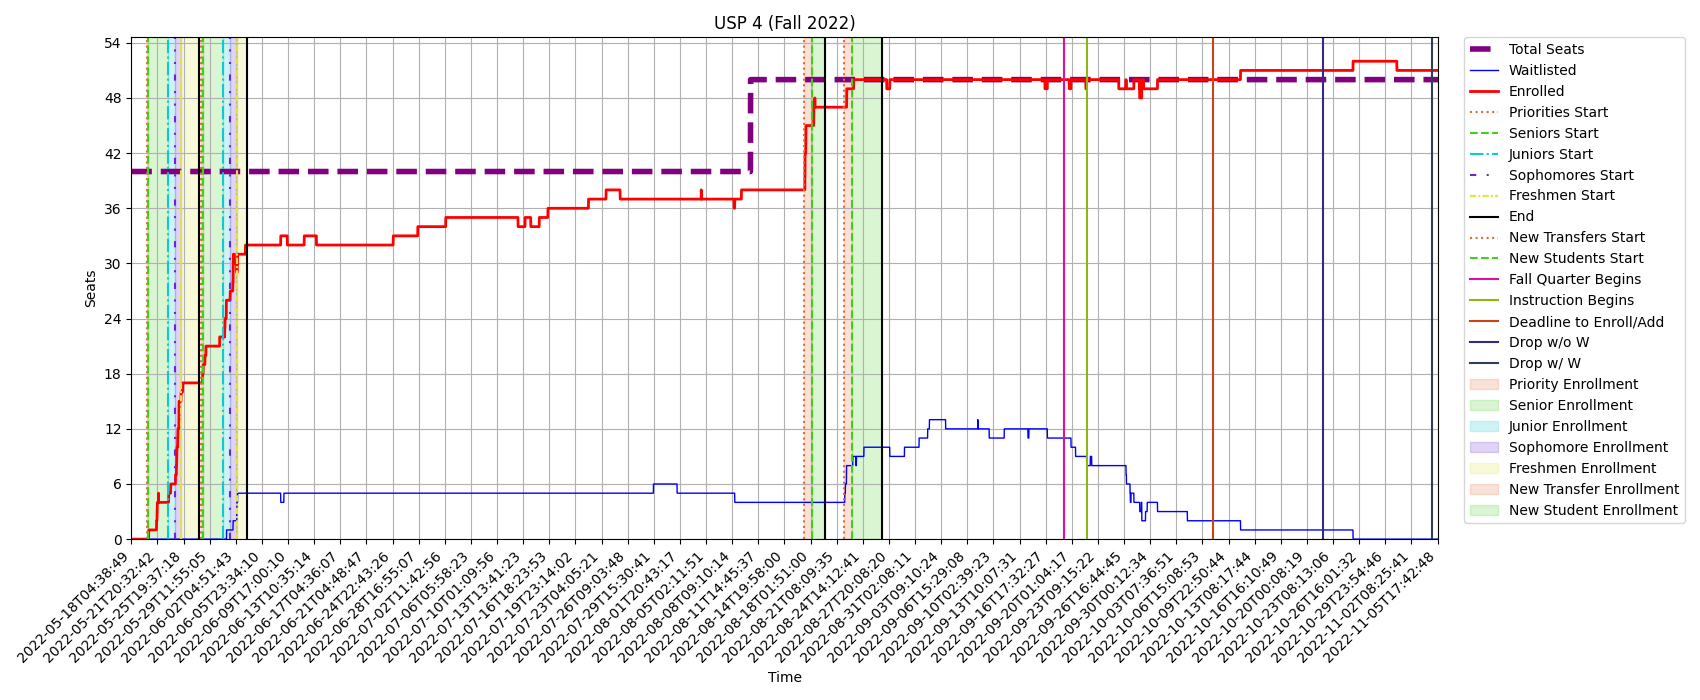 USP 4 (Fall 2022)
54
48
42
36
30
24
18
12
6
0
Seats
2022-05-18T04:38:49
2022-05-21T20:32:42
2022-05-25T19:37:18
2022-05-29T11:55:05
2022-06-02T04:51:43
2022-06-05T23:34:10
2022-06-09T17:00:10
2022-06-13T10:35:14
2022-06-17T04:36:07
2022-06-21T04:48:47
2022-06-24T22:43:26
2022-06-28T16:55:07
2022-07-02T11:42:56
2022-07-06T05:58:23
2022-07-10T01:09:56
2022-07-13T13:41:23
2022-07-16T18:23:53
2022-07-19T23:14:02
2022-07-23T04:05:21
2022-07-26T09:03:48
2022-07-29T15:30:41
2022-08-01T20:43:17
2022-08-05T02:11:51
2022-08-08T09:10:14
2022-08-11T14:45:37
2022-08-14T19:58:00
2022-08-18T01:51:00
2022-08-21T08:09:35
2022-08-24T14:12:41
2022-08-27T20:08:20
2022-08-31T02:08:11
2022-09-03T09:10:24
2022-09-06T15:29:08
2022-09-10T02:39:23
2022-09-13T10:07:31
2022-09-16T17:32:27
2022-09-20T01:04:17
2022-09-23T09:15:22
2022-09-26T16:44:45
2022-09-30T00:12:34
2022-10-03T07:36:51
2022-10-06T15:08:53
2022-10-09T22:50:44
2022-10-13T08:17:44
2022-10-16T16:10:49
2022-10-20T00:08:19
2022-10-23T08:13:06
2022-10-26T16:01:32
2022-10-29T23:54:46
2022-11-02T08:25:41
2022-11-05T17:42:48
Time
Total Seats
Waitlisted
Enrolled
Priorities Start
Seniors Start
Juniors Start
Sophomores Start
Freshmen Start
End
New Transfers Start
New Students Start
Fall Quarter Begins
Instruction Begins
Deadline to Enroll/Add
Drop w/o W
Drop w/ W
Priority Enrollment
Senior Enrollment
Junior Enrollment
Sophomore Enrollment
Freshmen Enrollment
New Transfer Enrollment
New Student Enrollment